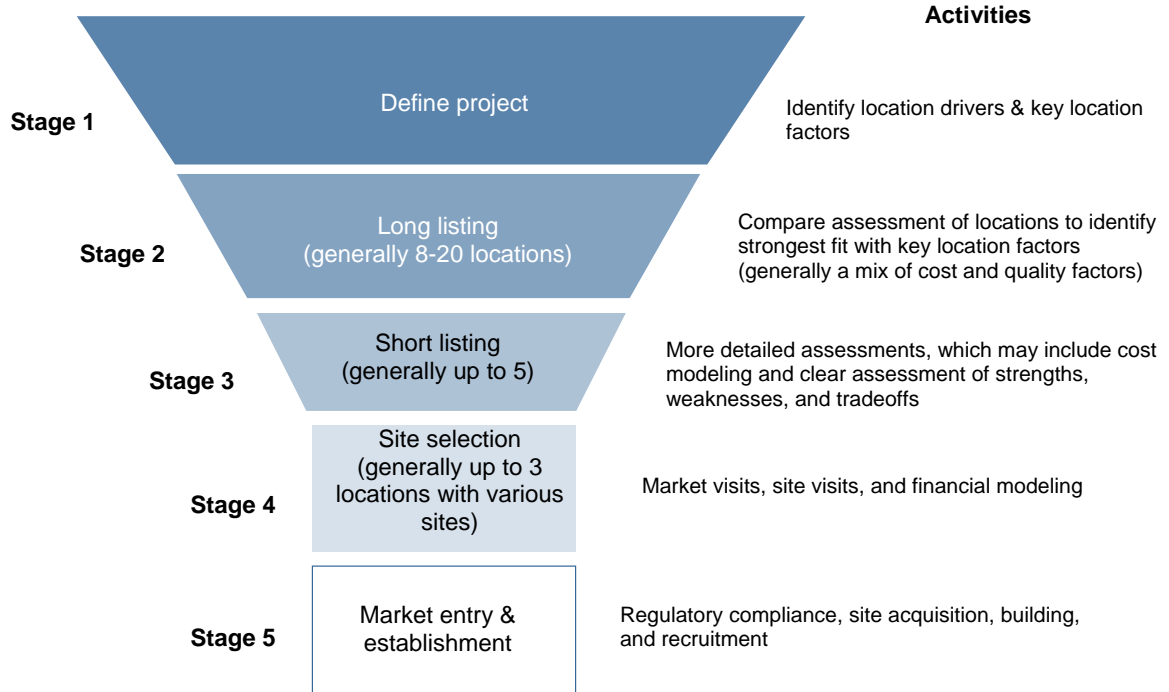 Activities
Stage 1
Define project
Identify location drivers & key location
factors
Stage 2
Long listing
(generally 8-20 locations)
Compare assessment of locations to identify
strongest fit with key location factors
(generally a mix of cost and quality factors)
Stage 3
Short listing
(generally up to 5)
More detailed assessments, which may include cost
modeling and clear assessment of strengths,
weaknesses, and tradeoffs
Stage 4
Site selection
(generally up to 3
locations with various
sites)
Market visits, site visits, and financial modeling
Stage 5
Market entry &
establishment
Regulatory compliance, site acquisition, building,
and recruitment